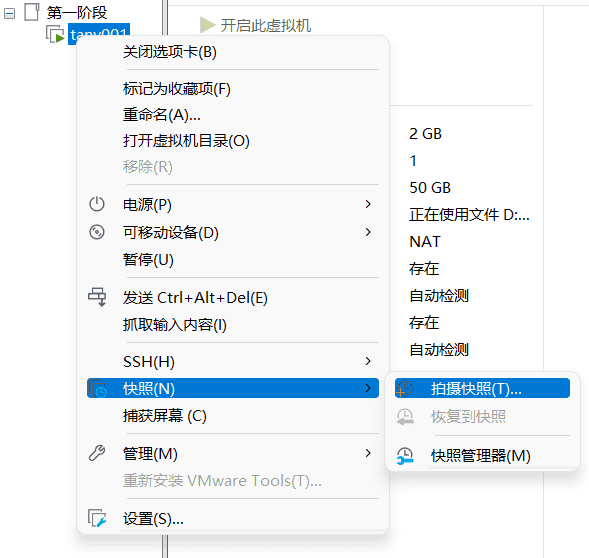 第一阶段
开启此虚拟机
关闭选项卡(B)
标记为收藏项(F)
重命名(A)...
打开虚拟机目录(O)
移除(R)
电源(P)
可移动设备(D)
暂停(U)
发送 Ctrl+Alt+Del(E)
抓取输入内容(I)
SSH(H)
快照(N)
捕获屏幕 (C)
管理(M)
重新安装 VMware Tools(T)...
设置(S)...
2 GB
1
50 GB
正在使用文件 D:...
NAT
存在
自动检测
存在
自动检测
拍摄快照(T)...
恢复到快照
快照管理器(M)